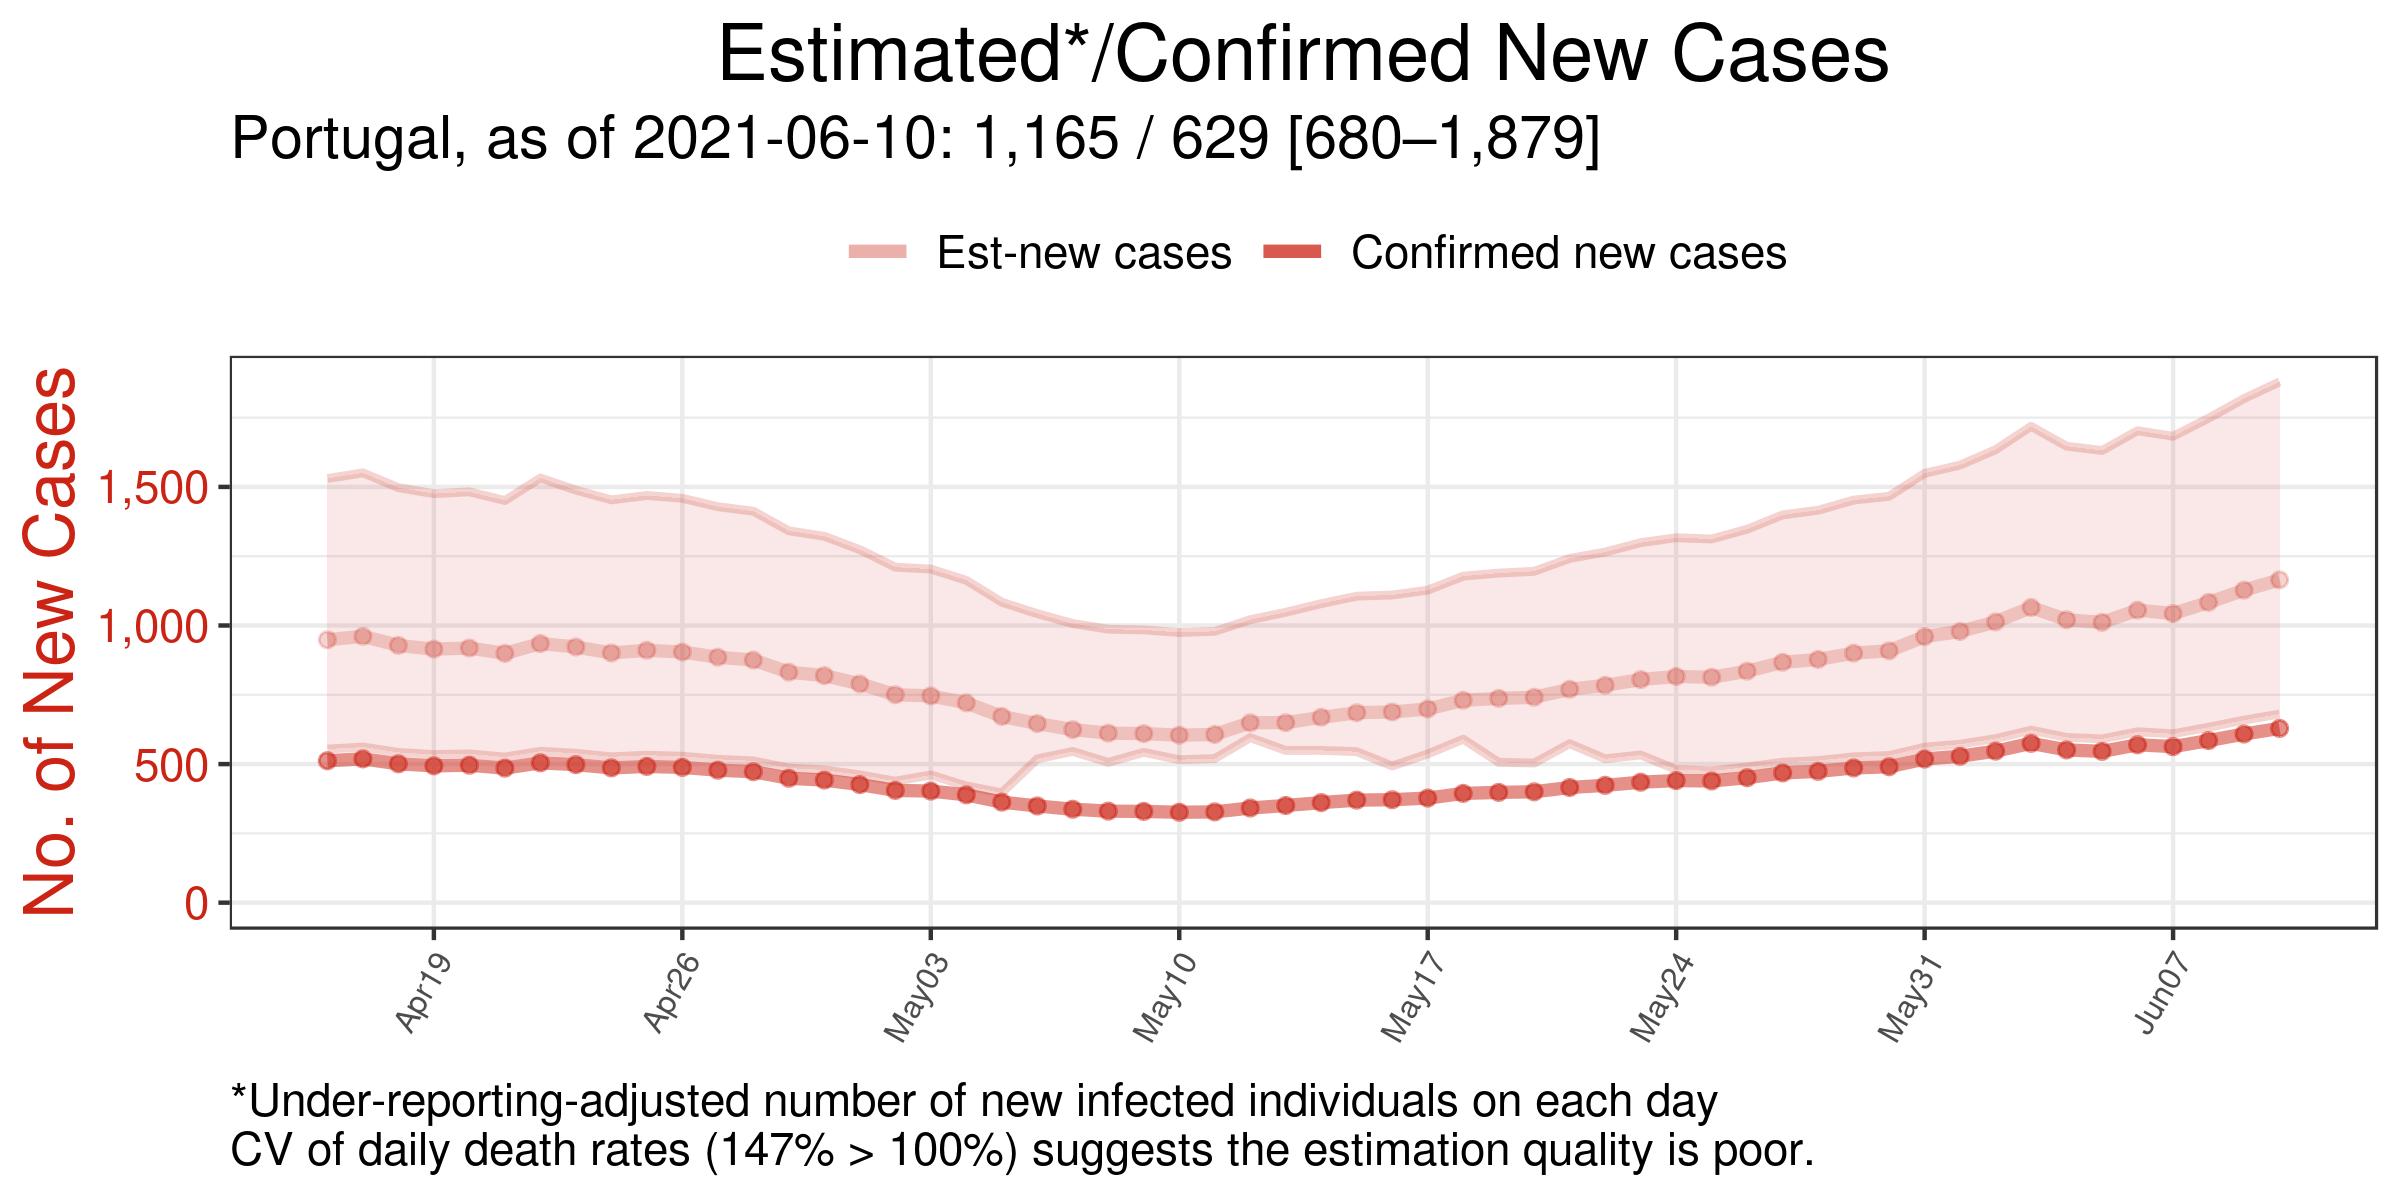 Estimated*/Confirmed New Cases
Portugal, as of 2021-06-10: 1,165 / 629 [680–1,879]
Est-new cases Confirmed new cases
No. of New Cases
1,500
1,000
500
0
Apr19 Apr26 May03 May10 May17 May24 May31 Jun07
*Under-reporting-adjusted number of new infected individuals on each day
CV of daily death rates (147% > 100%) suggests the estimation quality is poor.